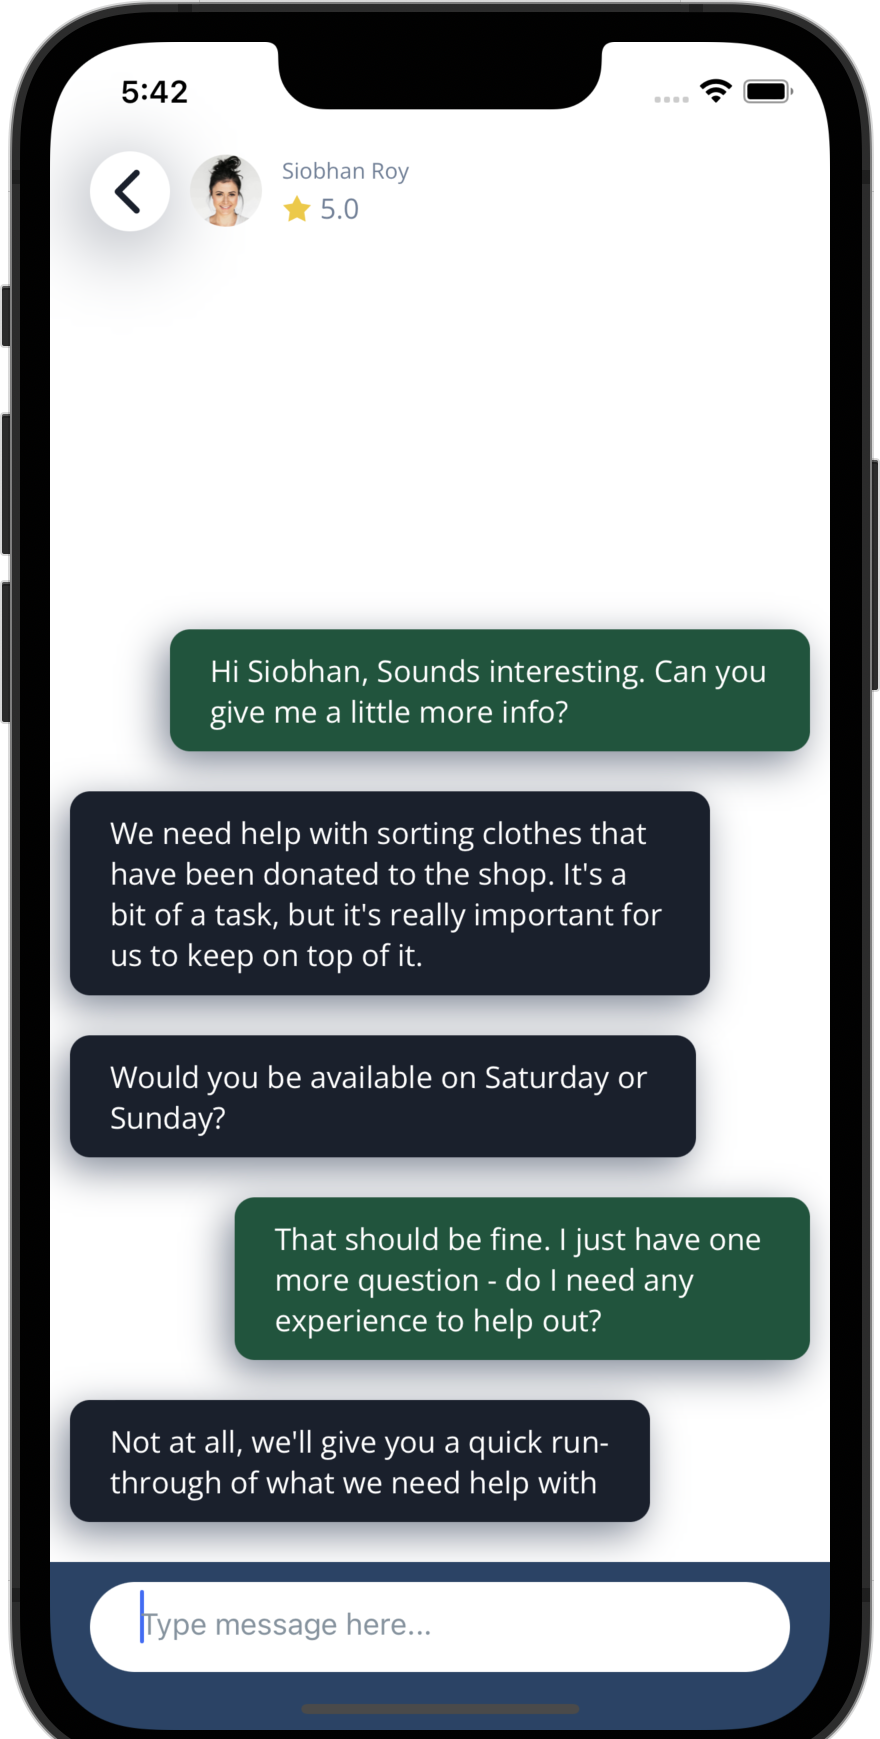 5:42
Siobhan Roy
5.0
Hi Siobhan, Sounds interesting. Can you
give me a little more info?
We need help with sorting clothes that
have been donated to the shop. It's a
bit of a task, but it's really important for
us to keep on top of it.
Would you be available on Saturday or
Sunday?
That should be fine. I just have one
more question - do I need any
experience to help out?
Not at all, we'll give you a quick run-
through of what we need help with
Type message here...